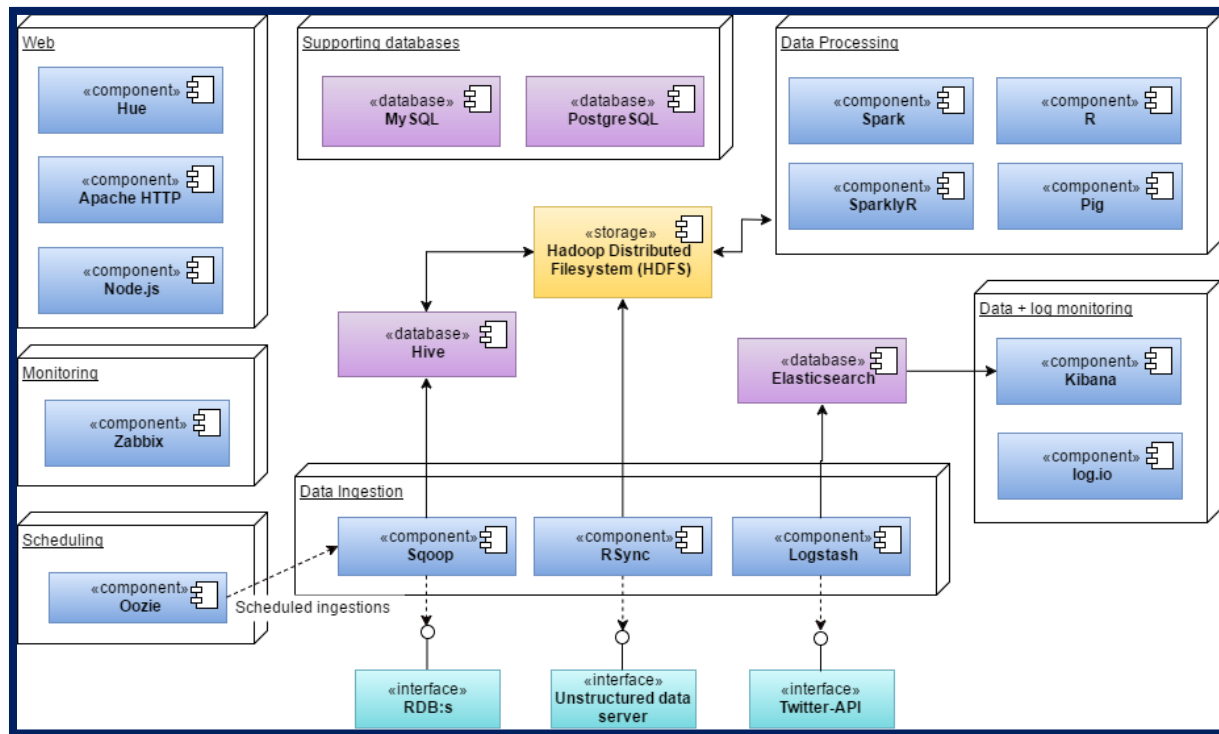 Web
«component»
Hue
«component»
Apache HTTP
«component»
Node.js
Supporting databases
«database»
MySQL
«database»
PostgreSQL
Data Processing
«component»
Spark
«component»
R
«component»
SparklyR
«component»
Pig
«storage»
Hadoop Distributed
Filesystem (HDFS)
«database»
Hive
«database»
Elasticsearch
Data + log monitoring
«component»
Kibana
«component»
log.io
Monitoring
«component»
Zabbix
Data Ingestion
«component»
Sqoop
«component»
RSync
«component»
Logstash
Scheduling
«component»
Oozie
Scheduled ingestions
«interface»
RDB:s
«interface»
Unstructured data
server
«interface»
Twitter-API